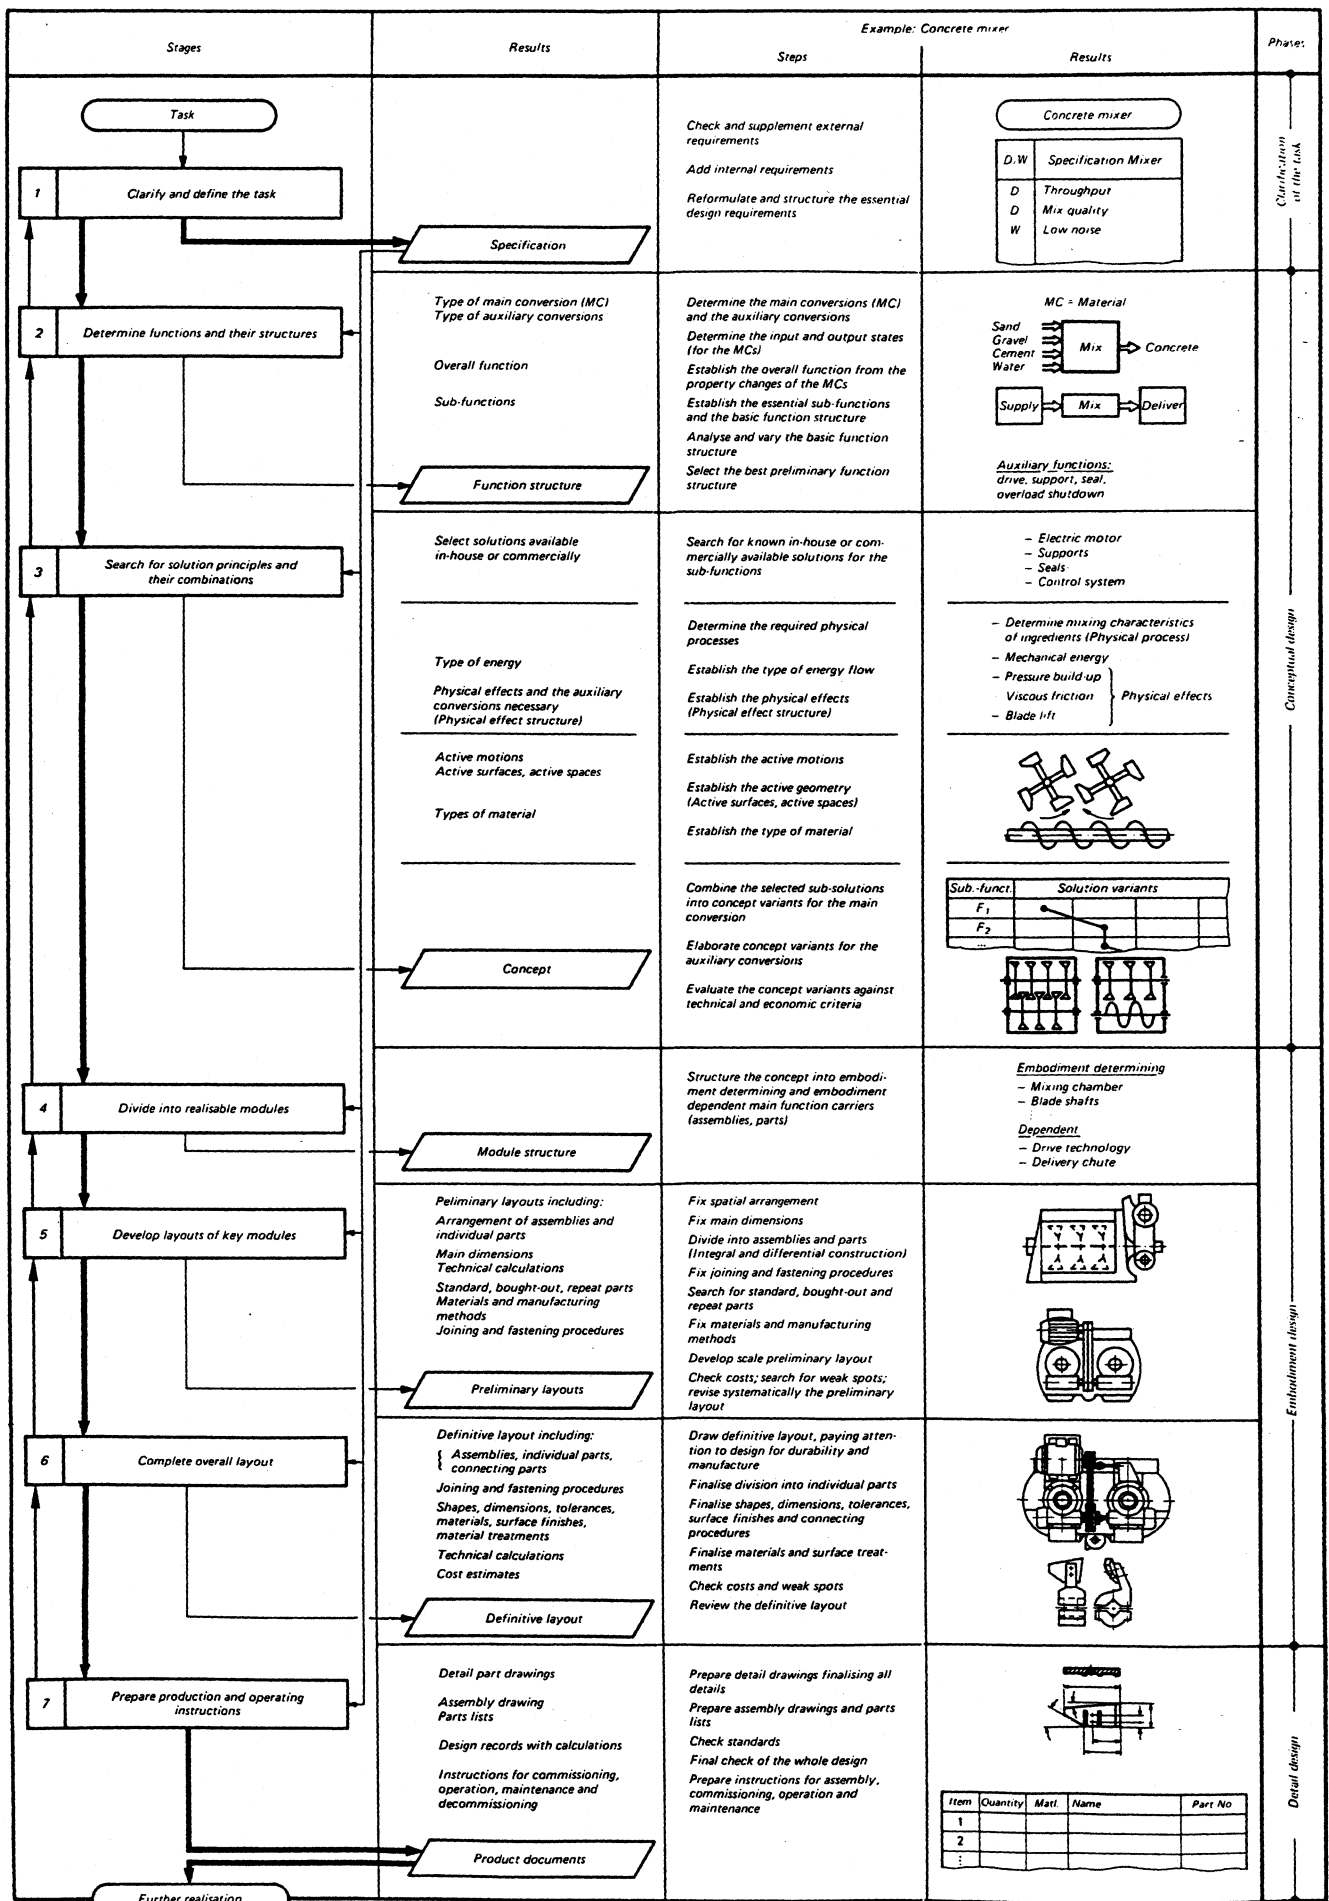 Stages
Results
Example: Concrete mixer
Steps
Results
Phases
Task
1
Clarify and define the task
Specification
Check and supplement external
requirements
Add internal requirements
Reformulate and structure the essential
design requirements
Concrete mixer
D.W
Specification Mixer
D Throughput
D Mix quality
W Low noise
Clarification
of the task
2
Determine functions and their structures
Type of main conversion (MC)
Type of auxiliary conversions
Overall function
Sub-functions
Function structure
Determine the main conversions (MC)
and the auxiliary conversions
Determine the input and output states
(for the MCs)
Establish the overall function from the
property changes of the MCs
Establish the essential sub-functions
and the basic function structure
Analyse and vary the basic function
structure
Select the best preliminary function
structure
MC = Material
Sand
Gravel
Cement
Water
Mix
Concrete
Supply
Mix
Deliver
Auxiliary functions:
drive, support, seal,
overload shutdown
3
Search for solution principles and
their combinations
Select solutions available
in-house or commercially
Search for known in-house or com-
mercially available solutions for the
sub-functions
– Electric motor
– Supports
– Seals
– Control system
Type of energy
Physical effects and the auxiliary
conversions necessary
(Physical effect structure)
Determine the required physical
processes
Establish the type of energy flow
Establish the physical effects
(Physical effect structure)
– Determine mixing characteristics
of ingredients (Physical process)
– Mechanical energy
– Pressure build-up
Viscous friction
– Blade lift
Physical effects
Active motions
Active surfaces, active spaces
Types of material
Establish the active motions
Establish the active geometry
(Active surfaces, active spaces)
Establish the type of material
Concept
Combine the selected sub-solutions
into concept variants for the main
conversion
Elaborate concept variants for the
auxiliary conversions
Evaluate the concept variants against
technical and economic criteria
Sub.-funct.
Solution variants
F1
F2
...
Conceptual design
4
Divide into realisable modules
Module structure
Structure the concept into embodi-
ment determining and embodiment
dependent main function carriers
(assemblies, parts)
Embodiment determining
– Mixing chamber
– Blade shafts
Dependent
– Drive technology
– Delivery chute
5
Develop layouts of key modules
Peliminary layouts including:
Arrangement of assemblies and
individual parts
Main dimensions
Technical calculations
Standard, bought-out, repeat parts
Materials and manufacturing
methods
Joining and fastening procedures
Preliminary layouts
Fix spatial arrangement
Fix main dimensions
Divide into assemblies and parts
(Integral and differential construction)
Fix joining and fastening procedures
Search for standard, bought-out and
repeat parts
Fix materials and manufacturing
methods
Develop scale preliminary layout
Check costs; search for weak spots;
revise systematically the preliminary
layout
Embodiment design
6
Complete overall layout
Definitive layout including:
Assemblies, individual parts,
connecting parts
Joining and fastening procedures
Shapes, dimensions, tolerances,
materials, surface finishes,
material treatments
Technical calculations
Cost estimates
Definitive layout
Draw definitive layout, paying atten-
tion to design for durability and
manufacture
Finalise division into individual parts
Finalise shapes, dimensions, tolerances,
surface finishes and connecting
procedures
Finalise materials and surface treat-
ments
Check costs and weak spots
Review the definitive layout
7
Prepare production and operating
instructions
Detail part drawings
Assembly drawing
Parts lists
Design records with calculations
Instructions for commissioning,
operation, maintenance and
decommissioning
Product documents
Prepare detail drawings finalising all
details
Prepare assembly drawings and parts
lists
Check standards
Final check of the whole design
Prepare instructions for assembly,
commissioning, operation and
maintenance
Item Quantity Matl. Name Part No
1
2
Detail design
Further realisation